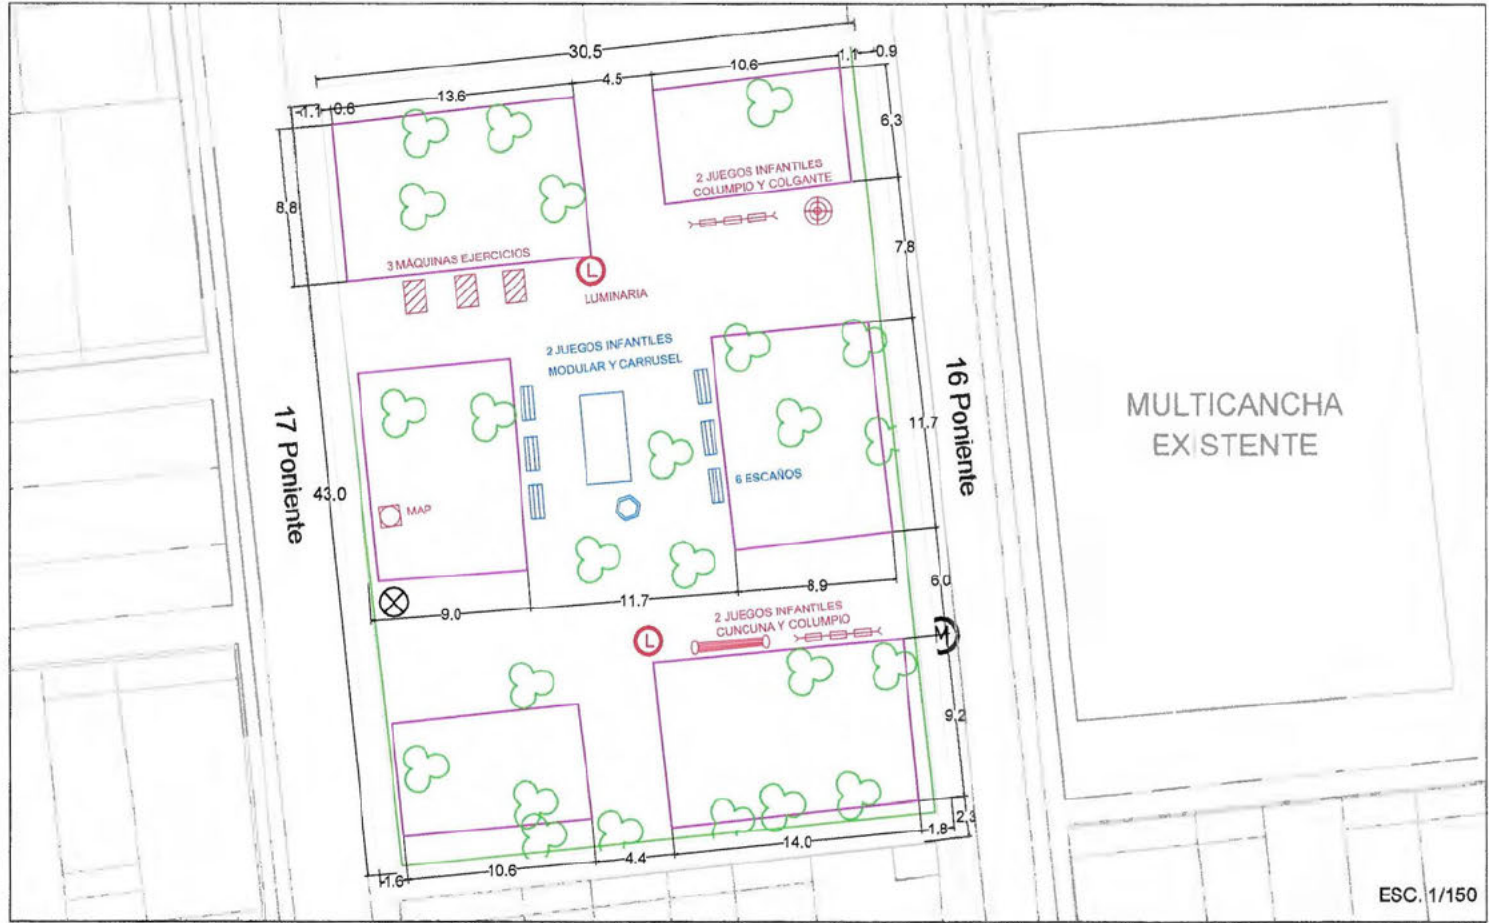 30.5
1.1
0.9
4.5
10.6
13.6
1.1
0.6
6.3
8.8
2 JUEGOS INFANTILES
COLUMPIO Y COLGANTE
7.8
3 MÁQUINAS EJERCICIOS
L
LUMINARIA
2 JUEGOS INFANTILES
MODULAR Y CARRUSEL
16 Poniente
17 Poniente
MULTICANCHA
EXISTENTE
11.7
43.0
6 ESCAÑOS
MAP
6.0
9.0
11.7
8.9
2 JUEGOS INFANTILES
CUNCUNA Y COLUMPIO
L
M
9.2
2.3
1.8
14.0
4.4
10.6
1.6
ESC. 1/150